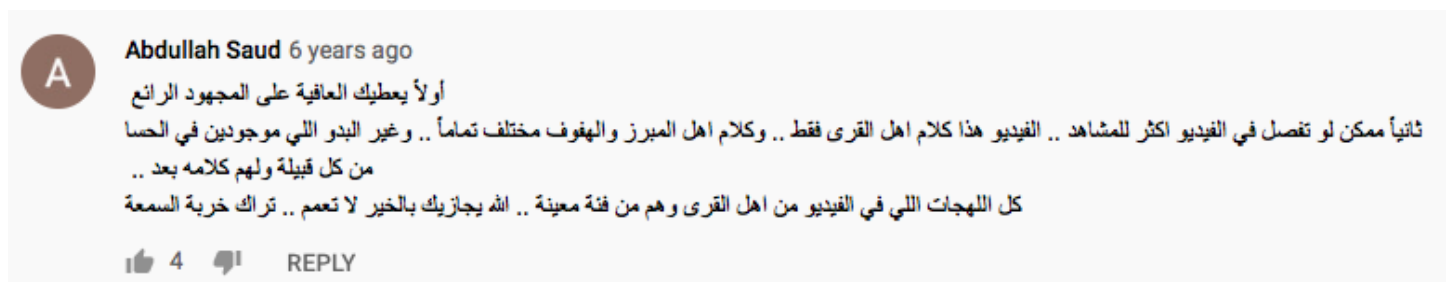 A
Abdullah Saud 6 years ago
أولاً يعطيك العافية على المجهود الرائع
ثانياً ممكن لو تفصل في الفيديو اكثر للمشاهد .. الفيديو هذا كلام اهل القرى فقط .. وكلام اهل المبرز والهفوف مختلف تماماً .. وغير البدو اللي موجودين في الحسا
من كل قبيلة ولهم كلامه بعد ..
كل اللهجات اللي في الفيديو من اهل القرى وهم من فئة معينة .. الله يجازيك بالخير لا تعمم .. تراك خربة السمعة
4 REPLY